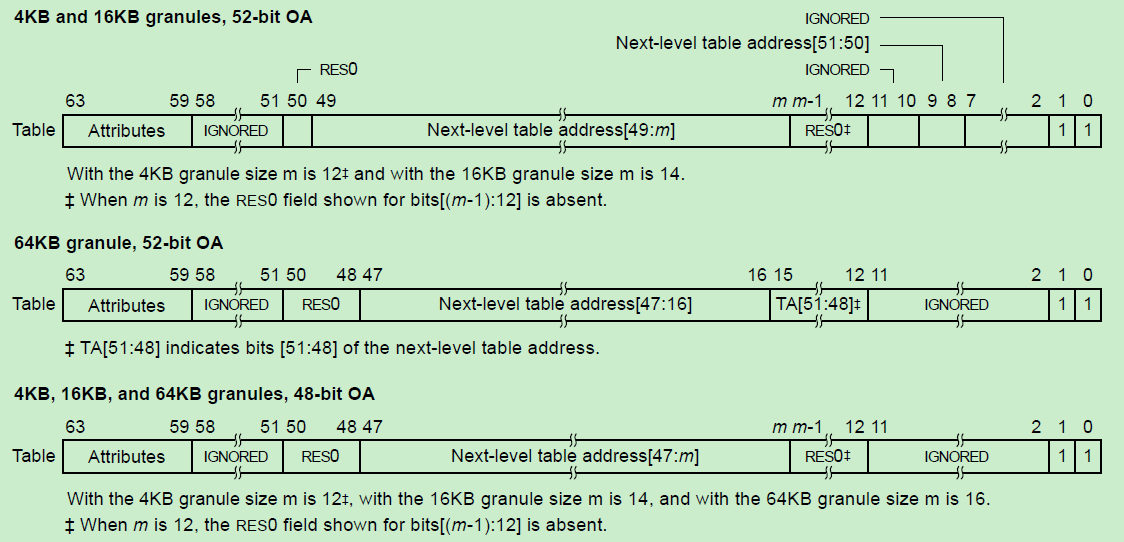 4KB and 16KB granules, 52-bit OA
IGNORED
Next-level table address[51:50]
RES0 IGNORED
63 59 58 51 50 49 m m-1 12 11 10 9 8 7 2 1 0
Table Attributes IGNORED Next-level table address[49:m] RES0‡ 1 1
With the 4KB granule size m is 12‡ and with the 16KB granule size m is 14.
‡ When m is 12, the RES0 field shown for bits[(m-1):12] is absent.
64KB granule, 52-bit OA
63 59 58 51 50 48 47 16 15 12 11 2 1 0
Table Attributes IGNORED RES0 Next-level table address[47:16] TA[51:48]‡ IGNORED 1 1
‡ TA[51:48] indicates bits [51:48] of the next-level table address.
4KB, 16KB, and 64KB granules, 48-bit OA
63 59 58 51 50 48 47 m m-1 12 11 2 1 0
Table Attributes IGNORED RES0 Next-level table address[47:m] RES0‡ IGNORED 1 1
With the 4KB granule size m is 12‡, with the 16KB granule size m is 14, and with the 64KB granule size m is 16.
‡ When m is 12, the RES0 field shown for bits[(m-1):12] is absent.